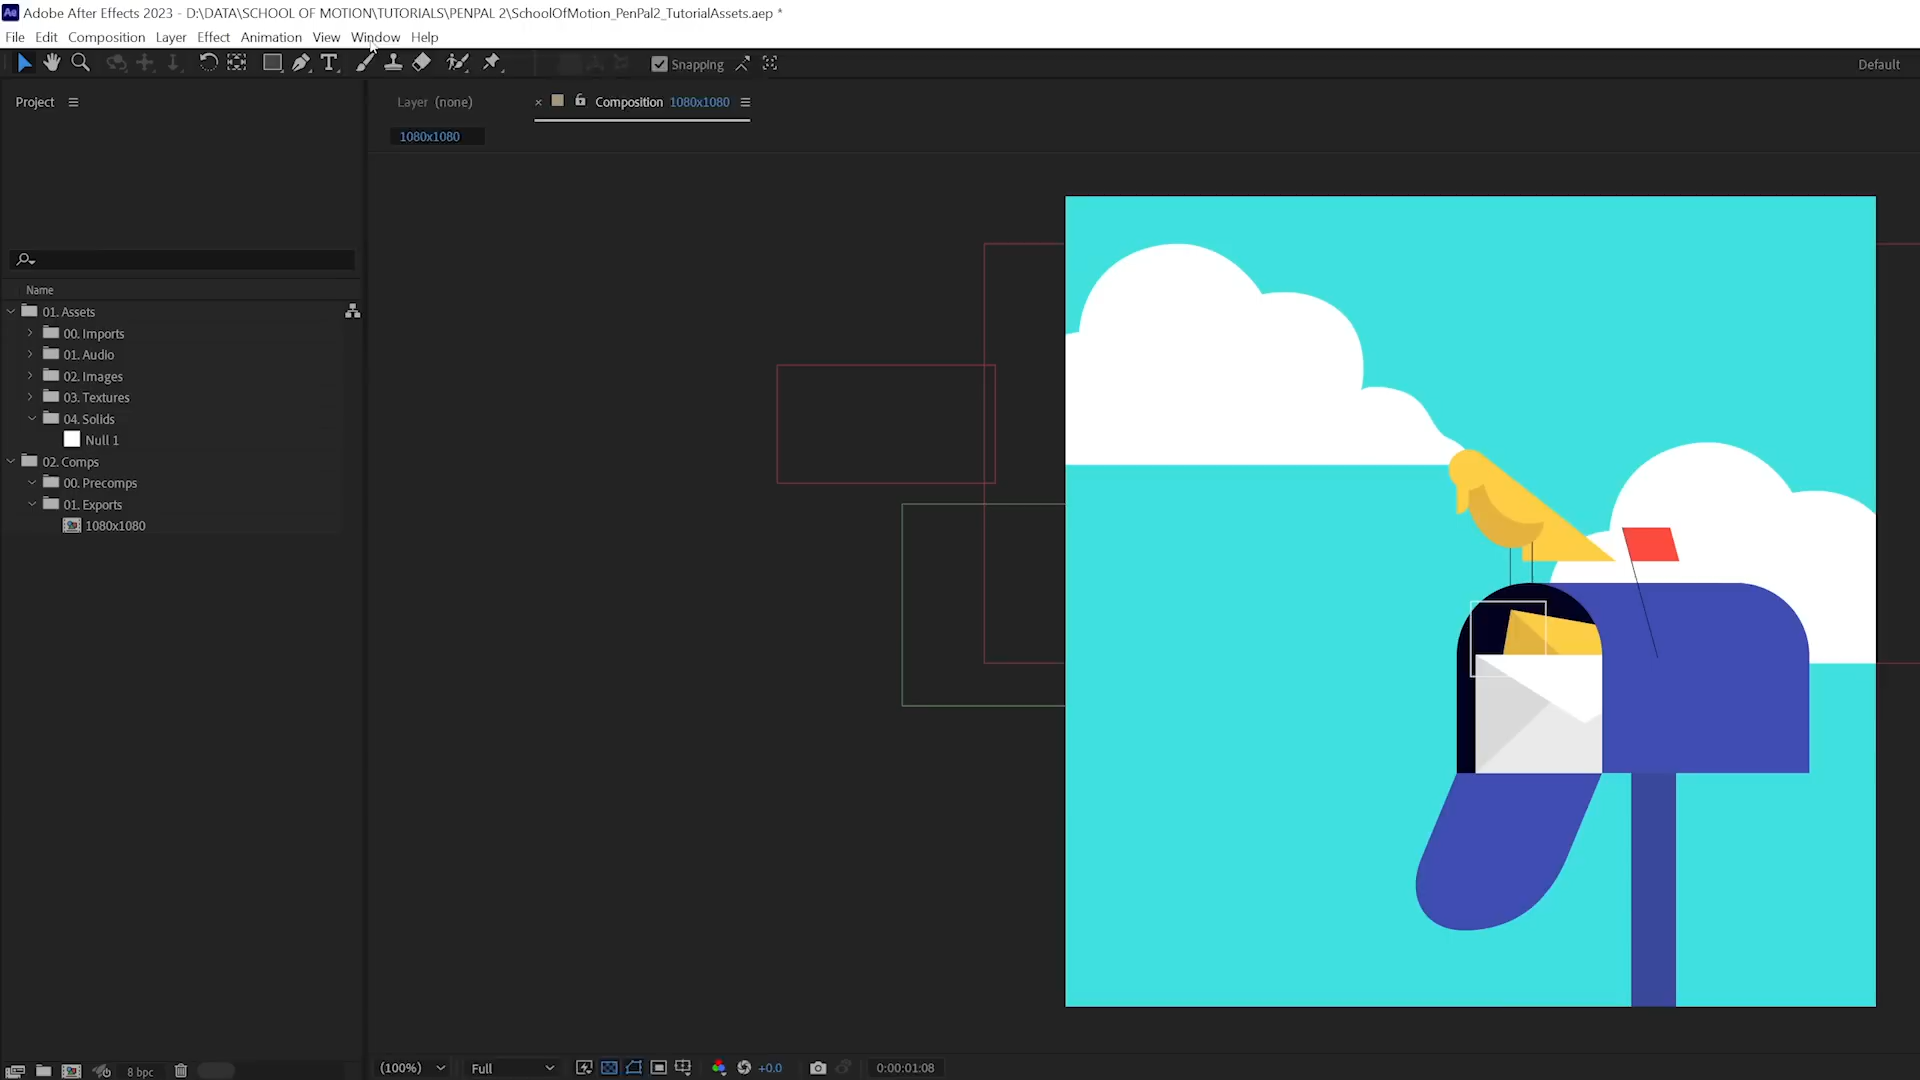 Ae Adobe After Effects 2023 - D:\DATA\SCHOOL OF MOTION\TUTORIALS\PENPAL 2\SchoolOfMotion_PenPal2_TutorialAssets.aep *
File Edit Composition Layer Effect Animation View Window Help
Snapping Default
Project Layer (none) Composition 1080x1080
1080x1080
Name
01. Assets
00. Imports
01. Audio
02. Images
03. Textures
04. Solids
Null 1
02. Comps
00. Precomps
01. Exports
1080x1080
8 bpc (100%) Full +0.0 0:00:01:08